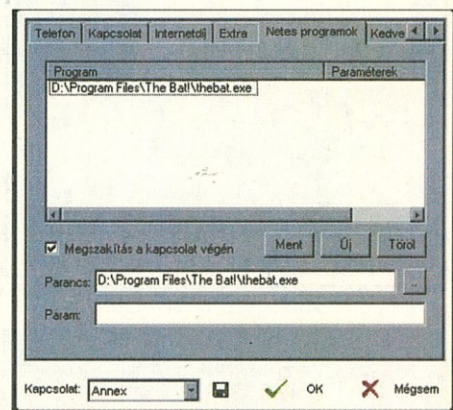 Telefon Kapcsolat Internetdíj Extra Netes programok Kedve
Program Paraméterek
D:\Program Files\The Bat!\thebat.exe
Megszakítás a kapcsolat végén Ment Új Töröl
Parancs: D:\Program Files\The Bat!\thebat.exe ..
Param:
Kapcsolat: Annex OK Mégsem